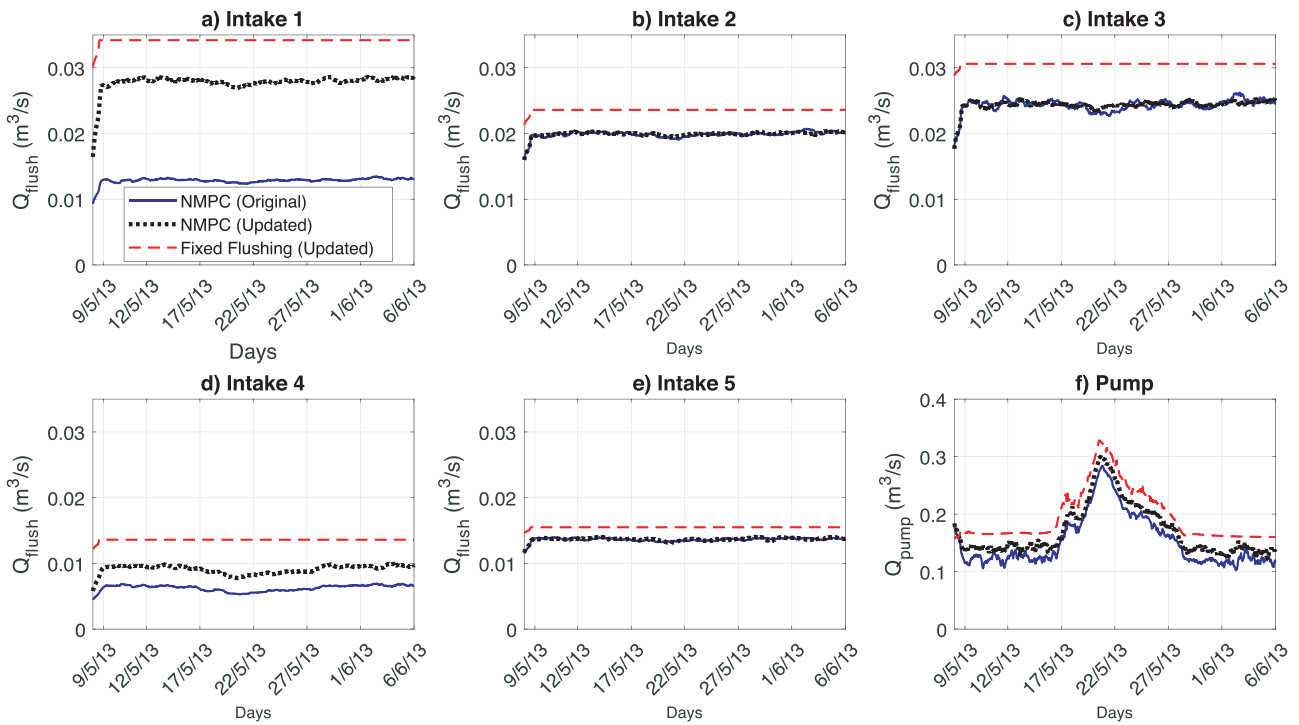 a) Intake 1
Q_flush (m³/s)
0.03
0.02
0.01
0
NMPC (Original)
NMPC (Updated)
Fixed Flushing (Updated)
9/5/13 12/5/13 17/5/13 22/5/13 27/5/13 1/6/13 6/6/13
Days
b) Intake 2
Q_flush (m³/s)
0.03
0.02
0.01
0
9/5/13 12/5/13 17/5/13 22/5/13 27/5/13 1/6/13 6/6/13
Days
c) Intake 3
Q_flush (m³/s)
0.03
0.02
0.01
0
9/5/13 12/5/13 17/5/13 22/5/13 27/5/13 1/6/13 6/6/13
Days
d) Intake 4
Q_flush (m³/s)
0.03
0.02
0.01
0
9/5/13 12/5/13 17/5/13 22/5/13 27/5/13 1/6/13 6/6/13
Days
e) Intake 5
Q_flush (m³/s)
0.03
0.02
0.01
0
9/5/13 12/5/13 17/5/13 22/5/13 27/5/13 1/6/13 6/6/13
Days
f) Pump
Q_pump (m³/s)
0.4
0.3
0.2
0.1
0
9/5/13 12/5/13 17/5/13 22/5/13 27/5/13 1/6/13 6/6/13
Days